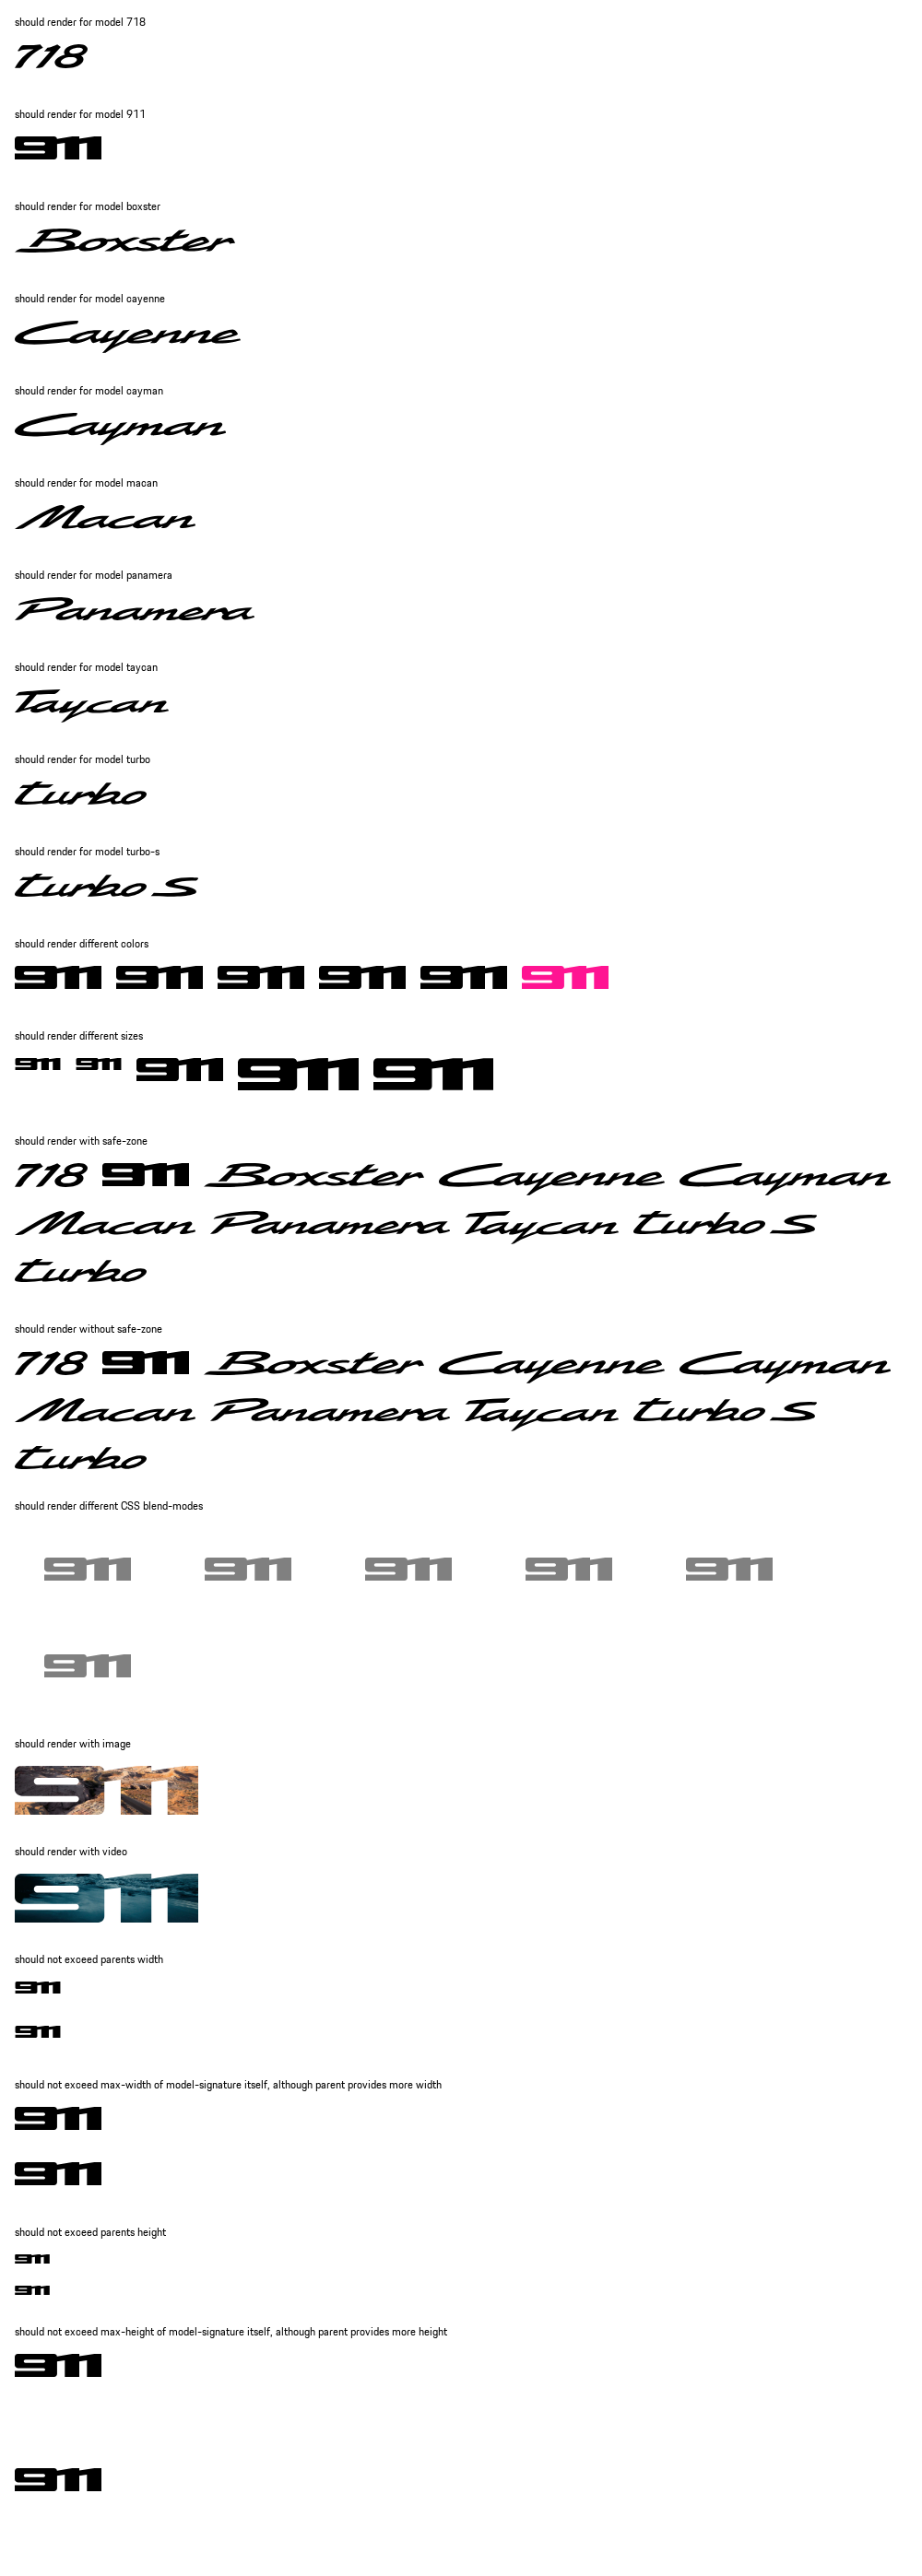 should render for model 718
718
should render for model 911
911
should render for model boxster
Boxster
should render for model cayenne
Cayenne
should render for model cayman
Cayman
should render for model macan
Macan
should render for model panamera
Panamera
should render for model taycan
Taycan
should render for model turbo
turbo
should render for model turbo-s
turbo S
should render different colors
911 911 911 911 911 911
should render different sizes
911 911 911 911 911
should render with safe-zone
718 911 Boxster Cayenne Cayman
Macan Panamera Taycan turbo S
turbo
should render without safe-zone
718 911 Boxster Cayenne Cayman
Macan Panamera Taycan turbo S
turbo
should render different CSS blend-modes
911 911 911 911 911
911
should render with image
911
should render with video
911
should not exceed parents width
911
911
should not exceed max-width of model-signature itself, although parent provides more width
911
911
should not exceed parents height
911
911
should not exceed max-height of model-signature itself, although parent provides more height
911
911